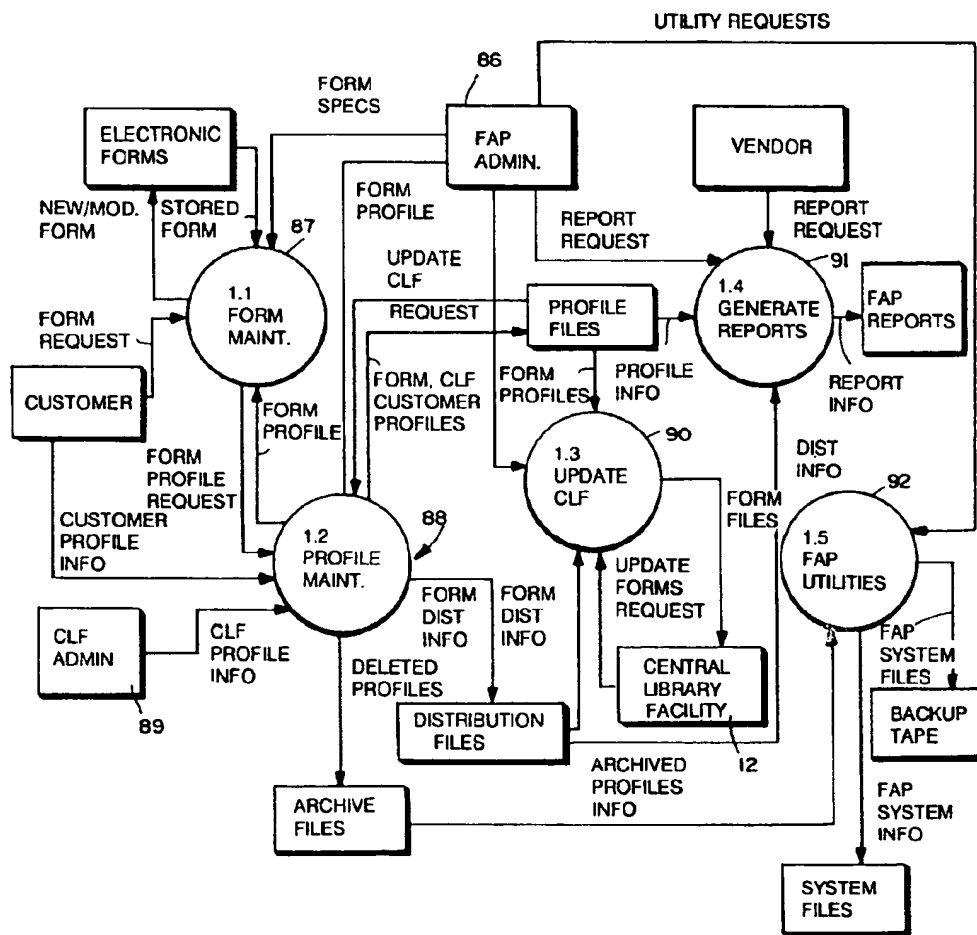 UTILITY REQUESTS
86
FORM
SPECS
ELECTRONIC
FORMS
FAP
ADMIN.
VENDOR
NEW/MOD.
FORM
STORED
FORM
87
FORM
PROFILE
REPORT
REQUEST
REPORT
REQUEST
91
1.1
FORM
MAINT.
UPDATE
CLF
REQUEST
PROFILE
FILES
1.4
GENERATE
REPORTS
FAP
REPORTS
FORM
REQUEST
CUSTOMER
FORM
PROFILE
FORM, CLF
CUSTOMER
PROFILES
FORM
PROFILES
PROFILE
INFO
REPORT
INFO
90
FORM
PROFILE
REQUEST
1.3
UPDATE
CLF
DIST
INFO
92
CUSTOMER
PROFILE
INFO
88
1.2
PROFILE
MAINT.
FORM
FILES
1.5
FAP
UTILITIES
FORM
DIST
INFO
FORM
DIST
INFO
UPDATE
FORMS
REQUEST
CLF
ADMIN
89
CLF
PROFILE
INFO
DELETED
PROFILES
DISTRIBUTION
FILES
CENTRAL
LIBRARY
FACILITY
12
FAP
SYSTEM
FILES
BACKUP
TAPE
ARCHIVED
PROFILES
INFO
ARCHIVE
FILES
FAP
SYSTEM
INFO
SYSTEM
FILES